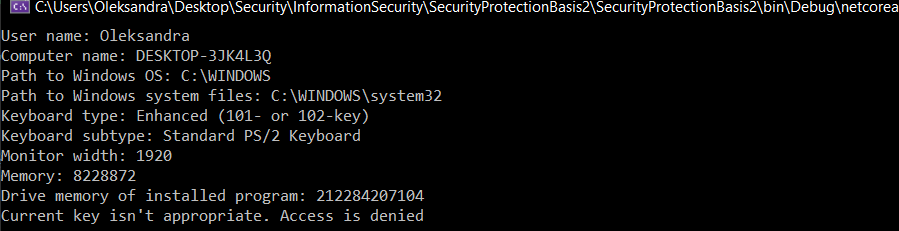 C:\Users\Oleksandra\Desktop\Security\InformationSecurity\SecurityProtectionBasis2\SecurityProtectionBasis2\bin\Debug\netcorea
User name: Oleksandra
Computer name: DESKTOP-3JK4L3Q
Path to Windows OS: C:\WINDOWS
Path to Windows system files: C:\WINDOWS\system32
Keyboard type: Enhanced (101- or 102-key)
Keyboard subtype: Standard PS/2 Keyboard
Monitor width: 1920
Memory: 8228872
Drive memory of installed program: 212284207104
Current key isn't appropriate. Access is denied